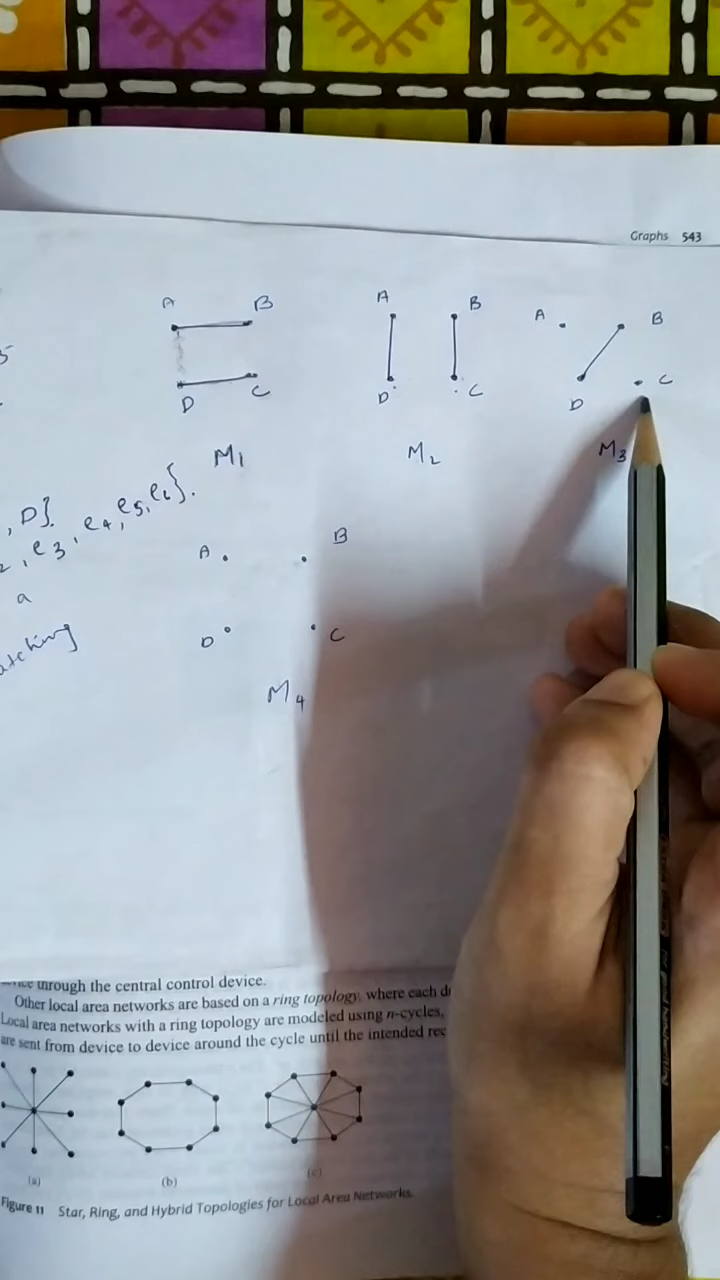 Graphs 543
A B A B A B
D C D C D C
M1 M2 M3
, D}.
2, e3, e4, e5, e6}.
a
A B
D C
M4
through the central control device.
Other local area networks are based on a ring topology, where each
Local area networks with a ring topology are modeled using n-cycles,
are sent from device to device around the cycle until the intended rec
(a) (b) (c)
Figure 11 Star, Ring, and Hybrid Topologies for Local Area Networks.